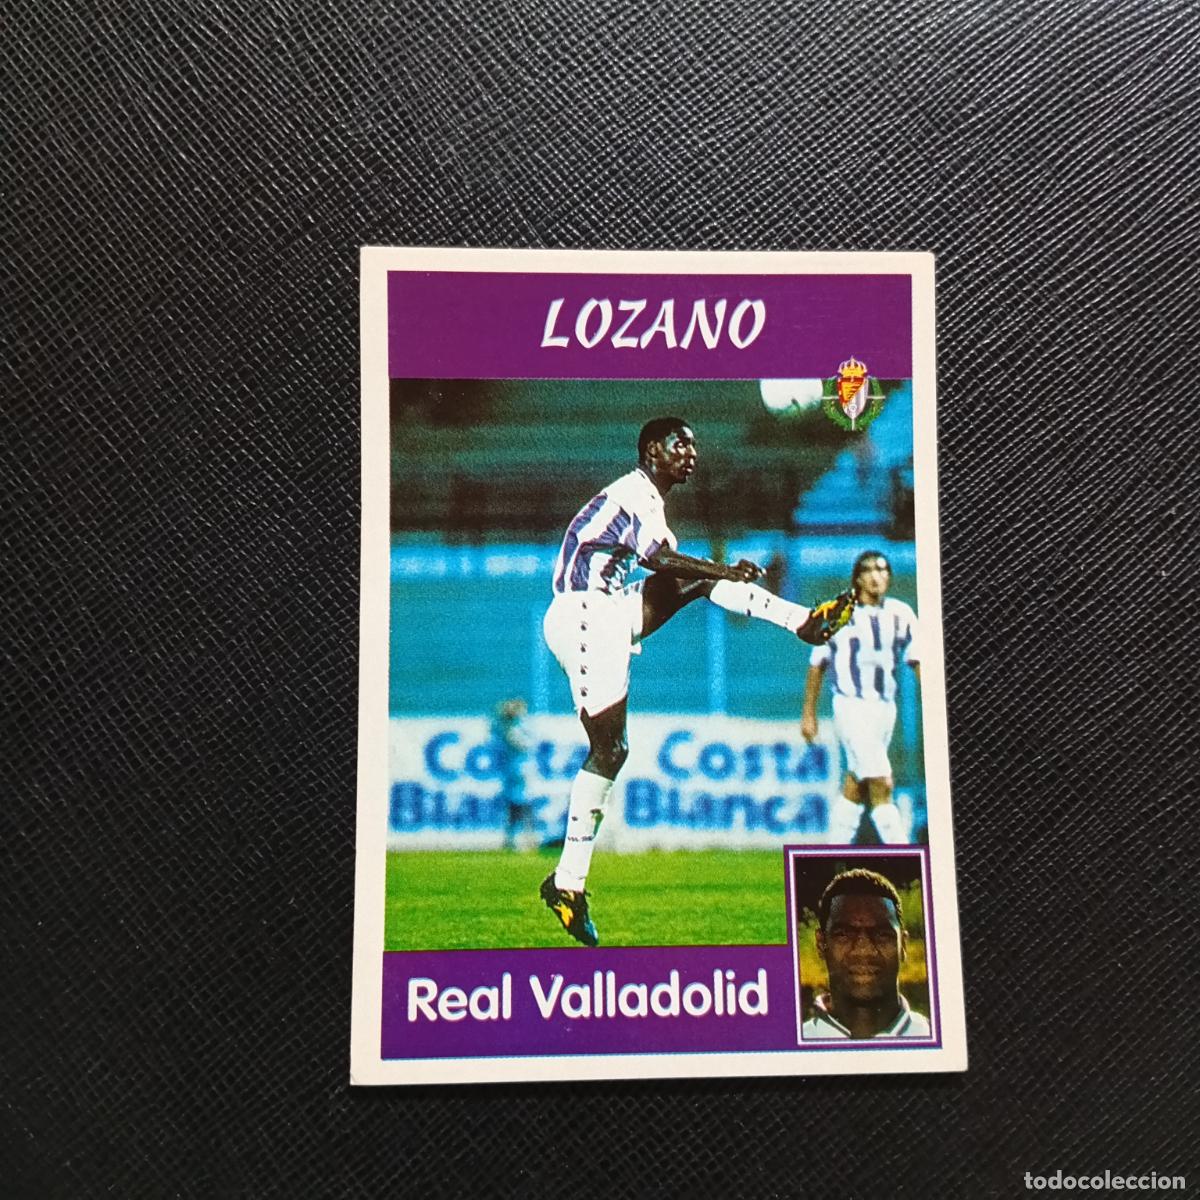 LOZANO
Costa Costa
Blanca Blanca
Real Valladolid
todocoleccion